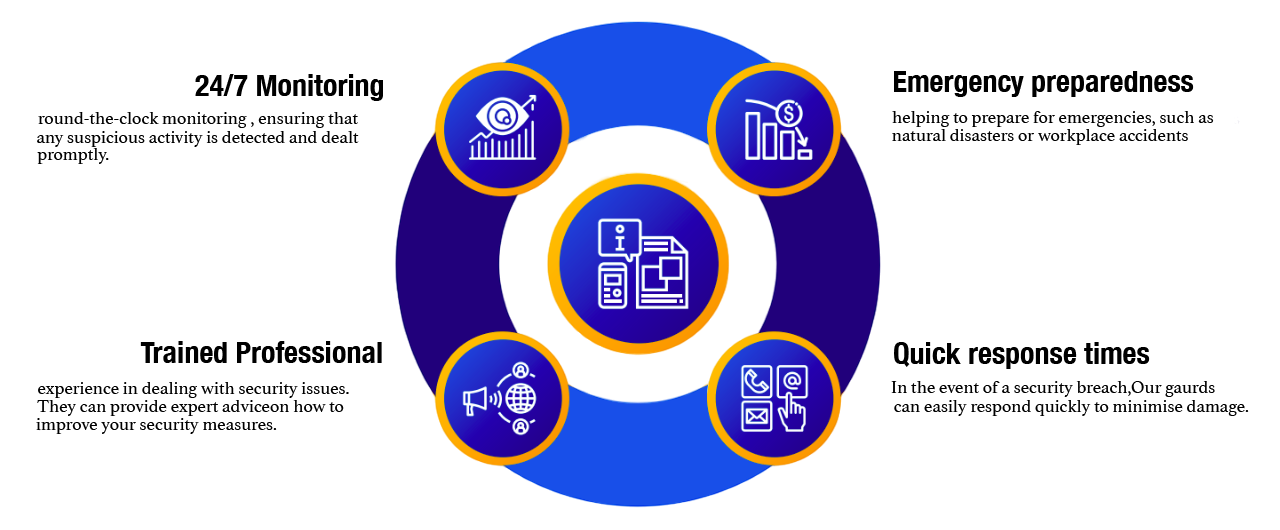 24/7 Monitoring
round-the-clock monitoring , ensuring that
any suspicious activity is detected and dealt
promptly.
Emergency preparedness
helping to prepare for emergencies, such as
natural disasters or workplace accidents
Trained Professional
experience in dealing with security issues.
They can provide expert adviceon how to
improve your security measures.
Quick response times
In the event of a security breach,Our gaurds
can easily respond quickly to minimise damage.
i
$
@